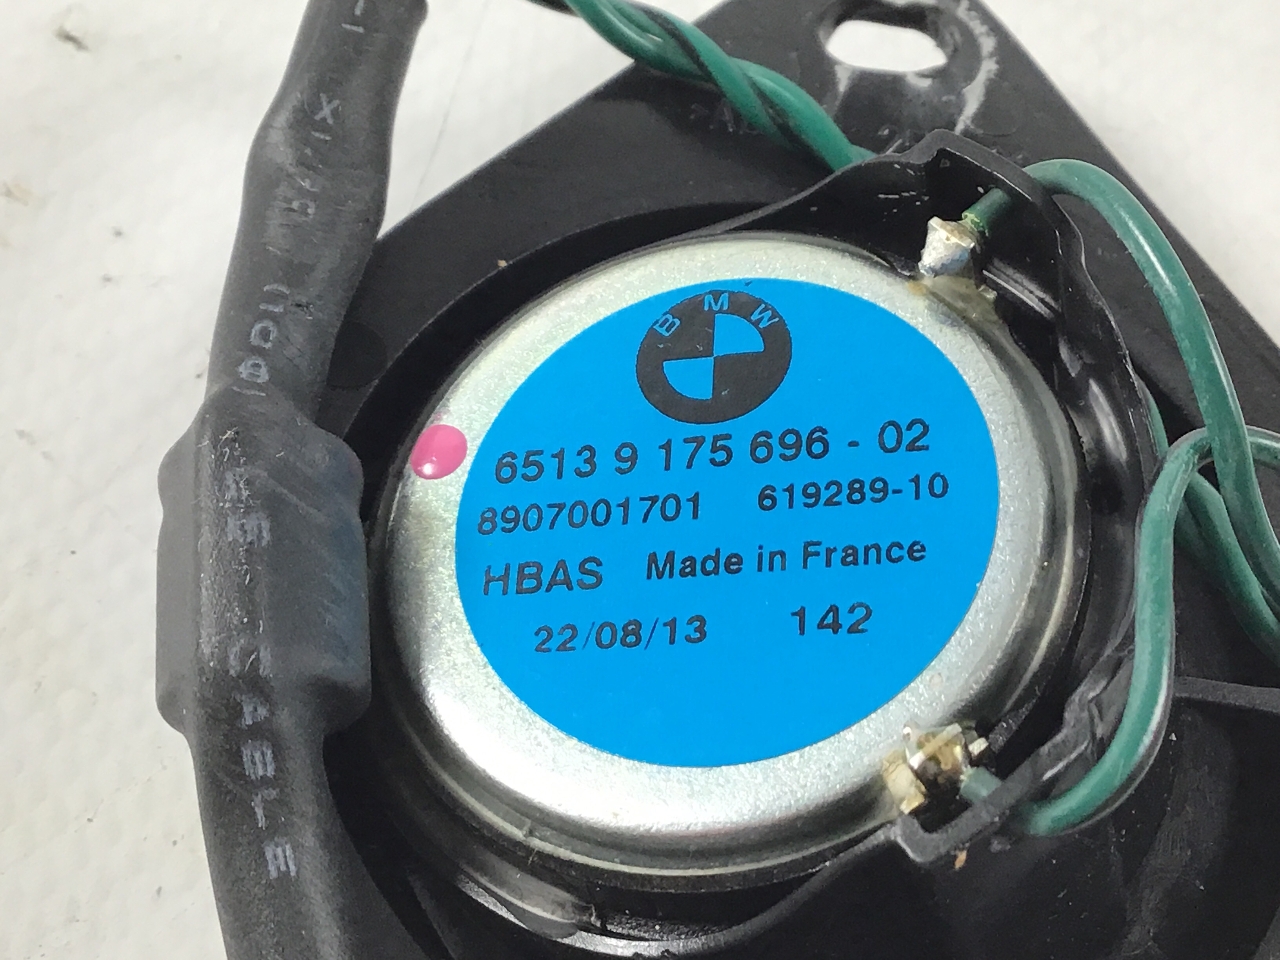 BMW
6513 9 175 696 - 02
8907001701 619289-10
HBAS Made in France
22/08/13 142